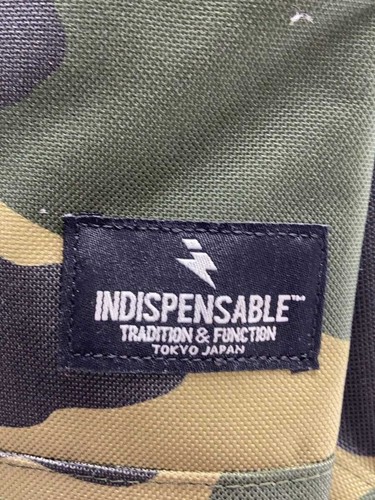 INDISPENSABLE™
TRADITION & FUNCTION
TOKYO JAPAN